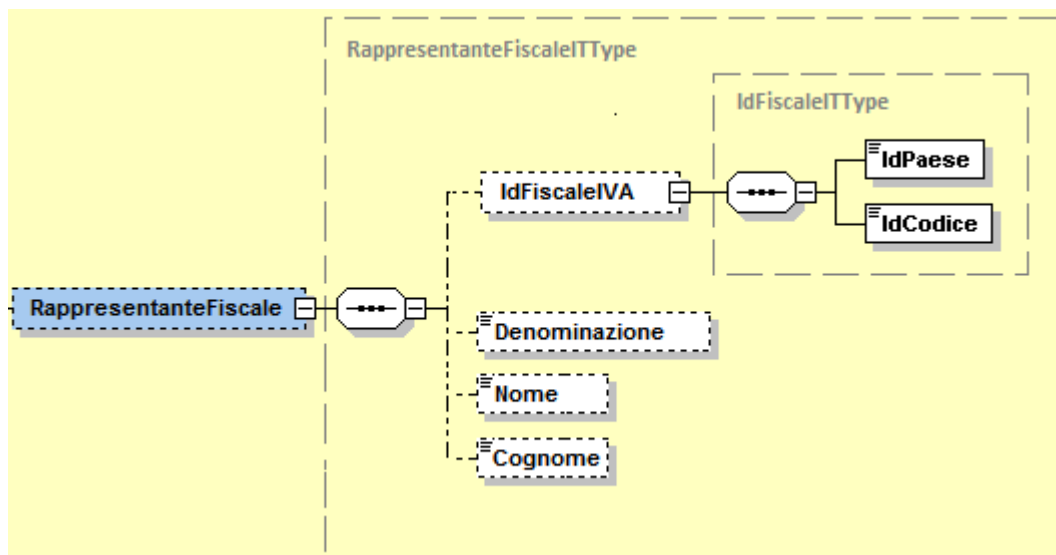 RappresentanteFiscaleITType
IdFiscaleITType
IdPaese
IdFiscaleIVA
IdCodice
RappresentanteFiscale
Denominazione
Nome
Cognome